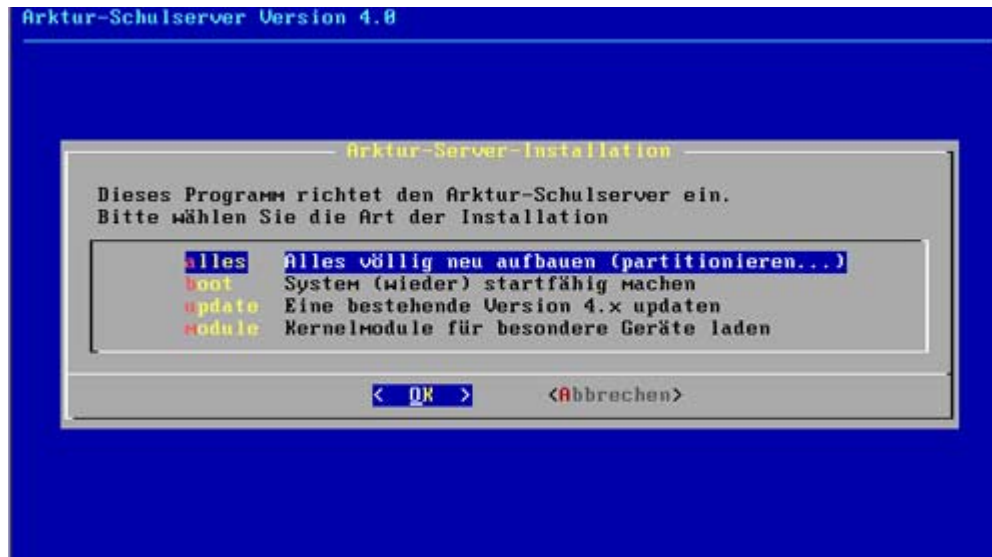 Arktur-Schulserver Version 4.0
Arktur-Server-Installation
Dieses Programm richtet den Arktur-Schulserver ein.
Bitte wählen Sie die Art der Installation
alles Alles völlig neu aufbauen (partitionieren...)
boot System (wieder) startfähig machen
update Eine bestehende Version 4.x updaten
module Kernelmodule für besondere Geräte laden
< OK > <Abbrechen>